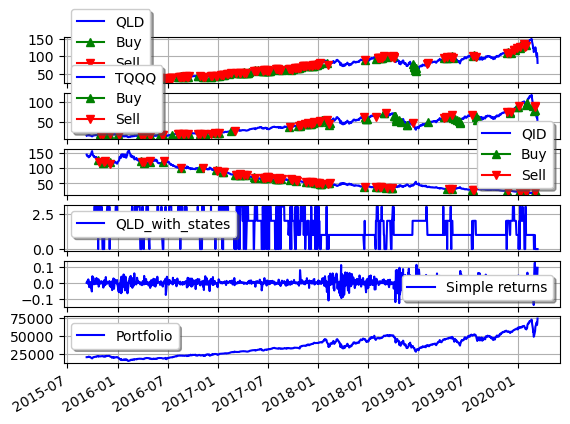 QLD
Buy
Sell
150
100
50
TQQQ
Buy
Sell
100
50
QID
Buy
Sell
150
100
50
QLD_with_states
2.5
0.0
Simple returns
0.1
0.0
−0.1
Portfolio
75000
50000
25000
2015-07
2016-01
2016-07
2017-01
2017-07
2018-01
2018-07
2019-01
2019-07
2020-01